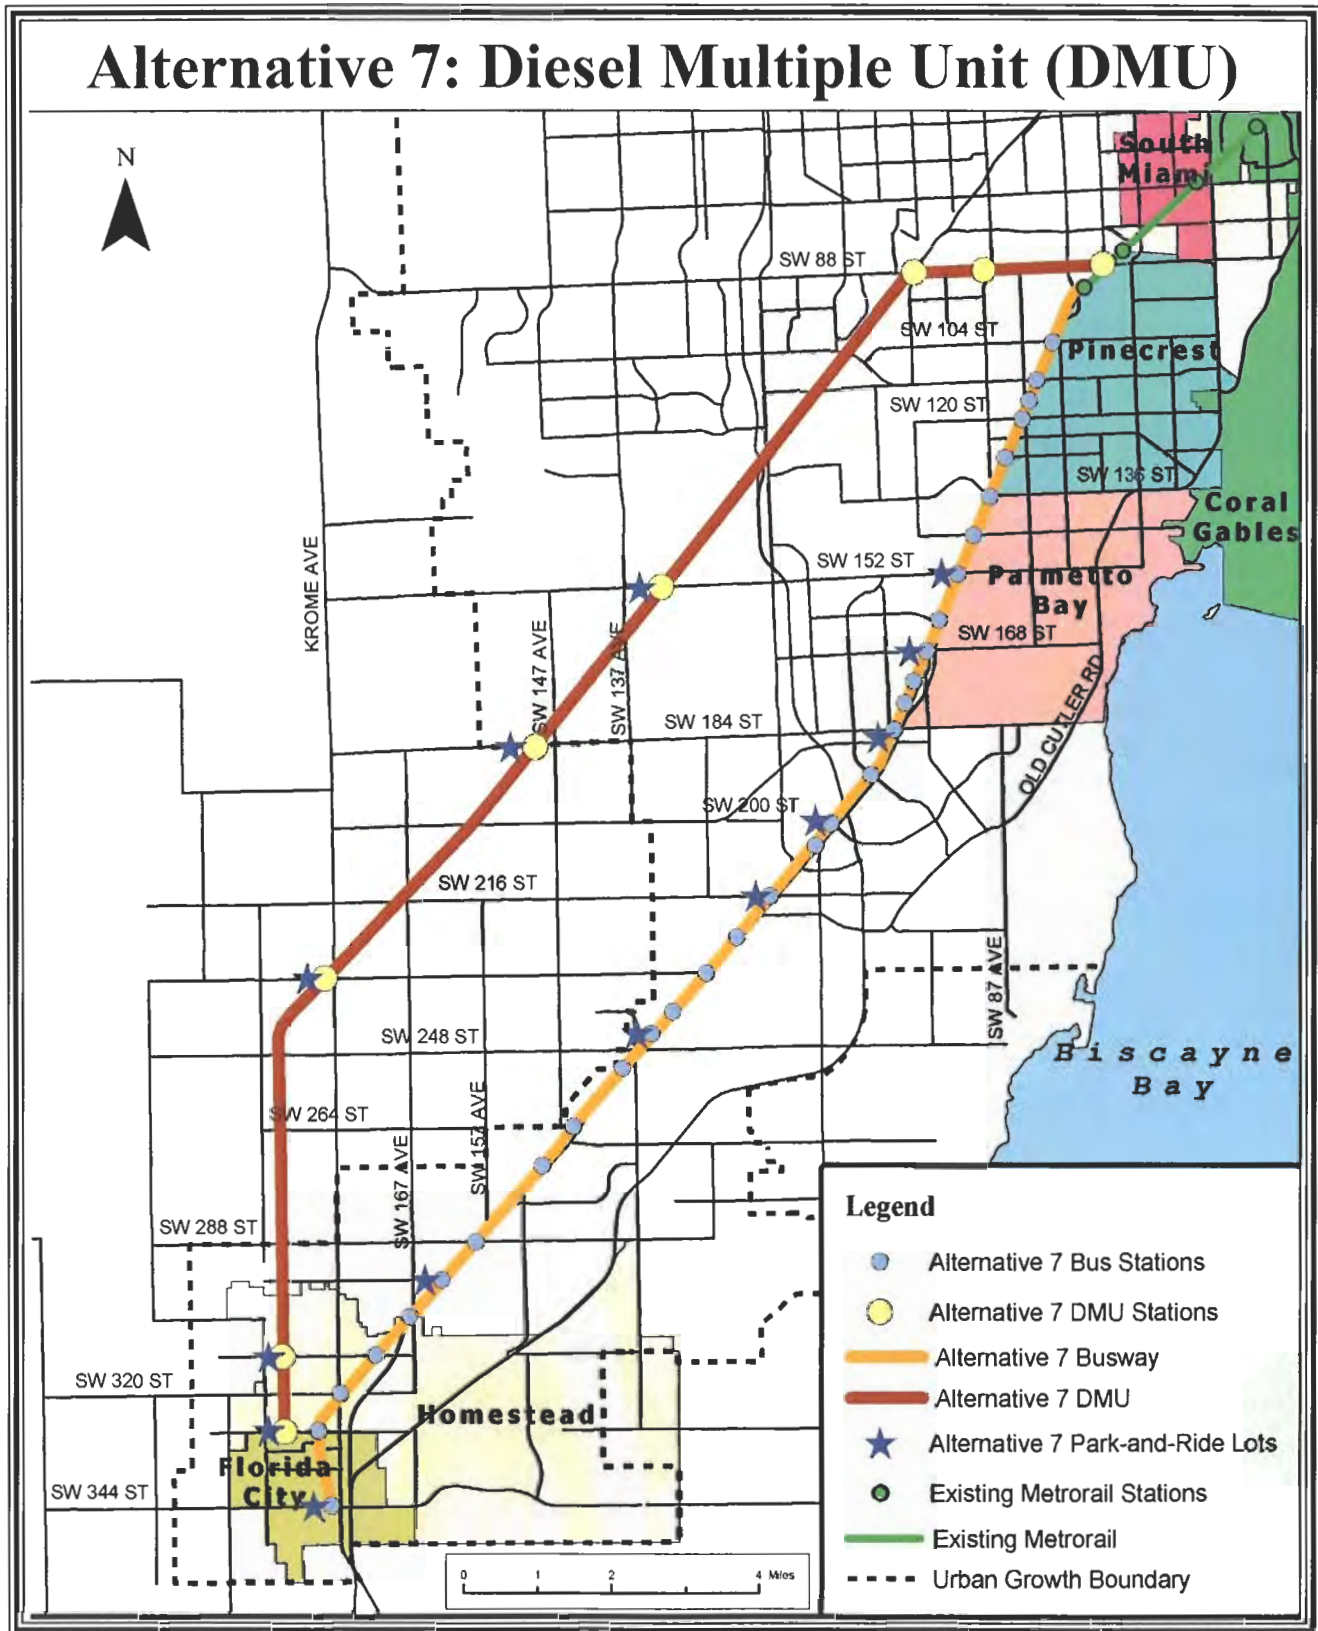 Alternative 7: Diesel Multiple Unit (DMU)
N
South
Miami
SW 88 ST
SW 104 ST
Pinecrest
SW 120 ST
SW 136 ST
Coral
Gables
KROME AVE
SW 152 ST
Palmetto
Bay
SW 168 ST
SW 147 AVE
SW 137 AVE
SW 184 ST
OLD CUTLER RD
SW 200 ST
SW 216 ST
SW 87 AVE
SW 248 ST
Biscayne
Bay
SW 264 ST
SW 157 AVE
SW 167 AVE
SW 288 ST
SW 320 ST
Homestead
Florida
City
SW 344 ST
0 1 2 4 Miles
Legend
Alternative 7 Bus Stations
Alternative 7 DMU Stations
Alternative 7 Busway
Alternative 7 DMU
Alternative 7 Park-and-Ride Lots
Existing Metrorail Stations
Existing Metrorail
Urban Growth Boundary